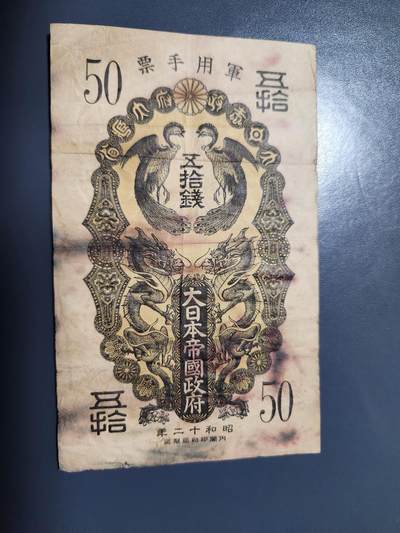 軍用手票
50
五拾
五拾錢
大日本帝國政府
五拾
50
昭和十二年
内閣印刷局製造